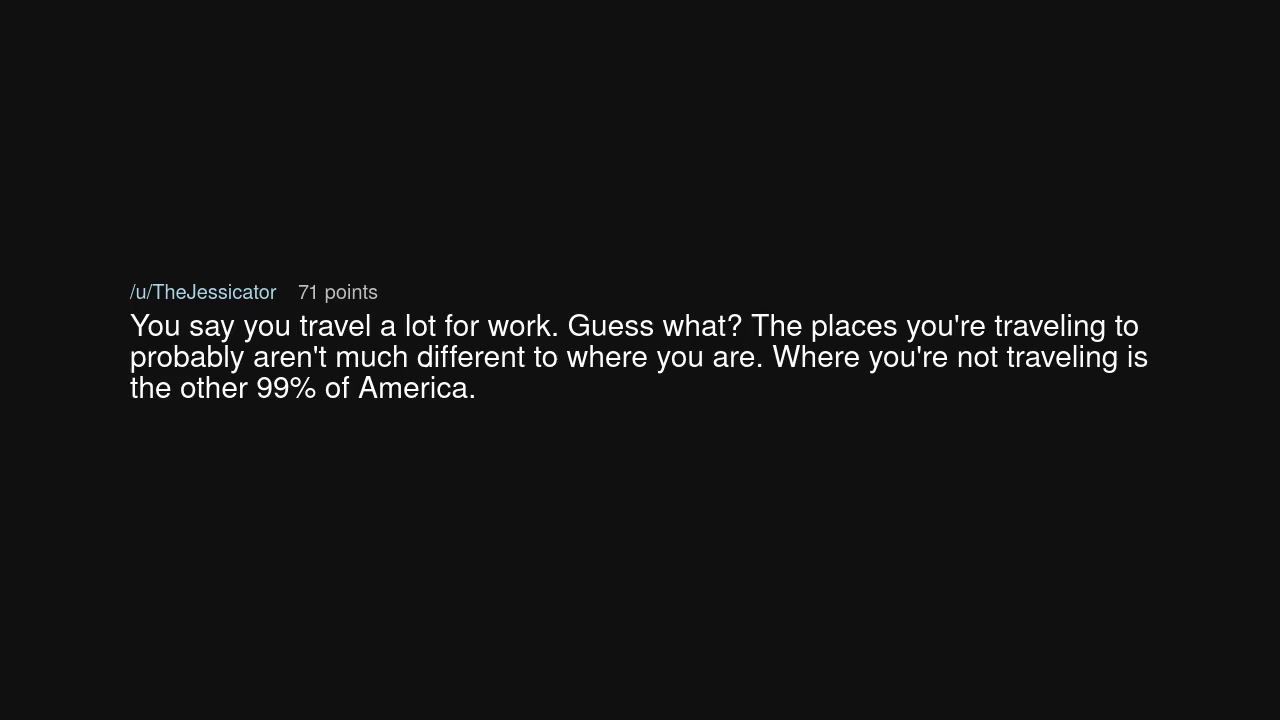 /u/TheJessicator 71 points
You say you travel a lot for work. Guess what? The places you're traveling to
probably aren't much different to where you are. Where you're not traveling is
the other 99% of America.